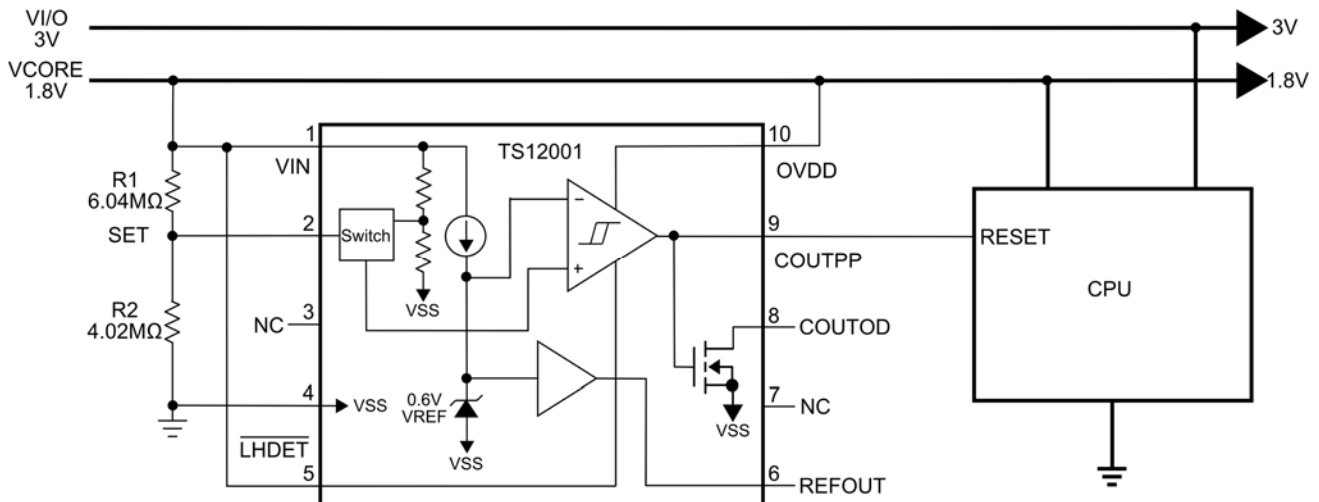 VI/O
3V
3V
VCORE
1.8V
1.8V
1
VIN
TS12001
10
OVDD
R1
6.04MΩ
2
SET
Switch
−
+
9
COUTPP
RESET
CPU
VSS
3
NC
R2
4.02MΩ
8
COUTOD
4
VSS
0.6V
VREF
7
NC
VSS
VSS
LHDET
5
6
REFOUT